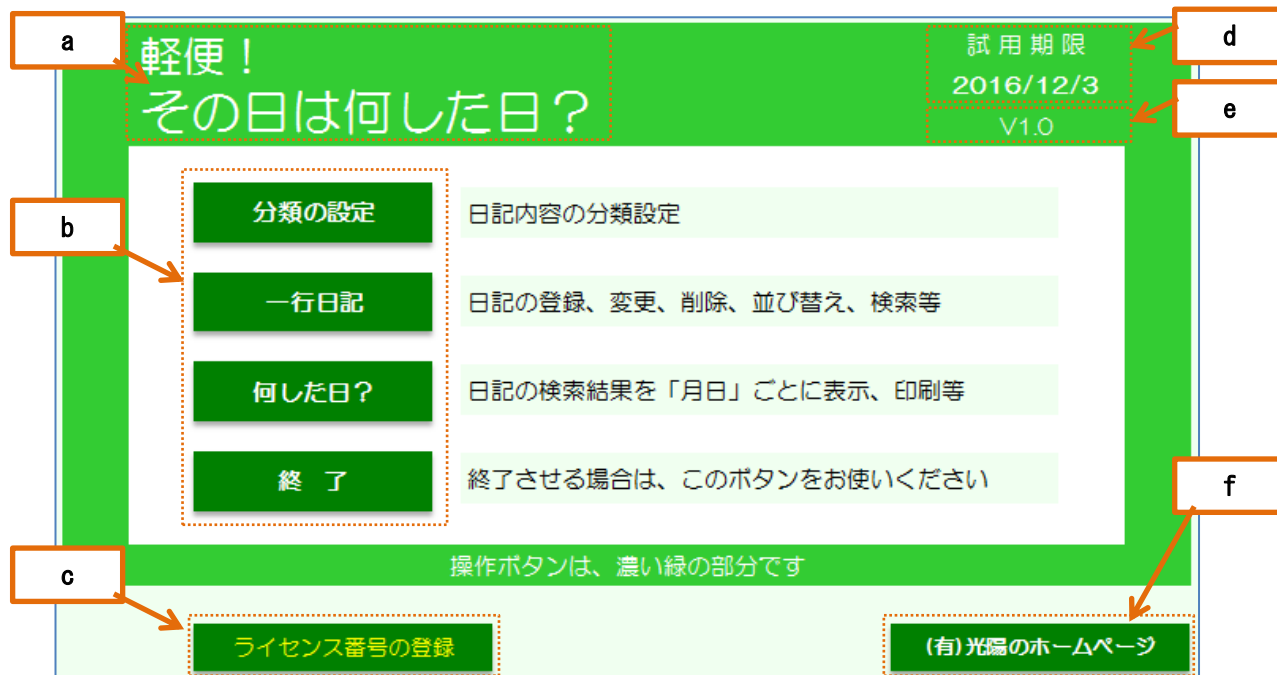 a
軽便！
その日は何した日？
試用期限
2016/12/3
V1.0
d
e
b
分類の設定
日記内容の分類設定
一行日記
日記の登録、変更、削除、並び替え、検索等
何した日？
日記の検索結果を「月日」ごとに表示、印刷等
終 了
終了させる場合は、このボタンをお使いください
f
操作ボタンは、濃い緑の部分です
c
ライセンス番号の登録
(有)光陽のホームページ